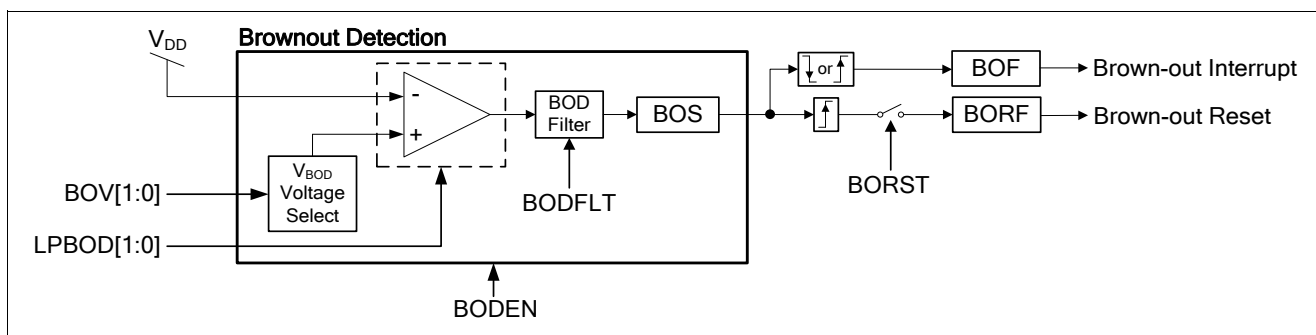 Brownout Detection
VDD
-
+
BOD
Filter
BOS
or
BOF
Brown-out Interrupt
BORF
Brown-out Reset
BORST
BODFLT
VBOD
Voltage
Select
BOV[1:0]
LPBOD[1:0]
BODEN